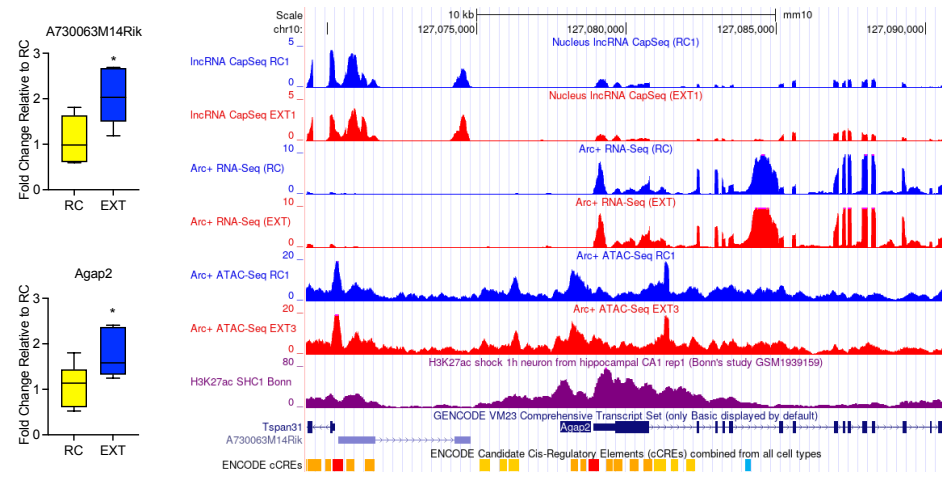 A730063M14Rik
Fold Change Relative to RC
3
2
1
0
*
RC
EXT
Agap2
Fold Change Relative to RC
3
2
1
0
*
RC
EXT
Scale
10 kb
mm10
chr10:
127,075,000
127,080,000
127,085,000
127,090,000
5
Nucleus lncRNA CapSeq (RC1)
lncRNA CapSeq RC1
0
5
Nucleus lncRNA CapSeq (EXT1)
lncRNA CapSeq EXT1
0
10
Arc+ RNA-Seq (RC)
Arc+ RNA-Seq (RC)
0
10
Arc+ RNA-Seq (EXT)
Arc+ RNA-Seq (EXT)
0
20
Arc+ ATAC-Seq RC1
Arc+ ATAC-Seq RC1
0
20
Arc+ ATAC-Seq EXT3
Arc+ ATAC-Seq EXT3
0
80
H3K27ac shock 1h neuron from hippocampal CA1 rep1 (Bonn's study GSM1939159)
H3K27ac SHC1 Bonn
0
GENCODE VM23 Comprehensive Transcript Set (only Basic displayed by default)
Tspan31
Agap2
A730063M14Rik
ENCODE Candidate Cis-Regulatory Elements (cCREs) combined from all cell types
ENCODE cCREs